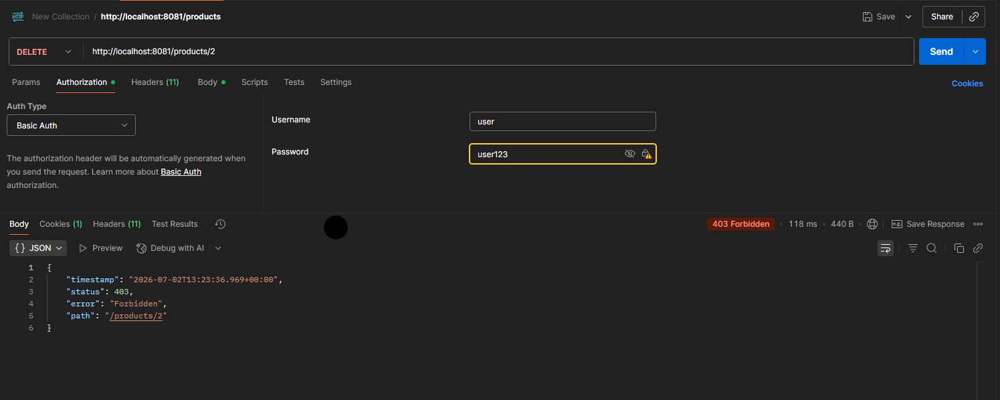 HTTP New Collection / http://localhost:8081/products Save Share
DELETE http://localhost:8081/products/2 Send
Params Authorization Headers (11) Body Scripts Tests Settings Cookies
Auth Type
Basic Auth
The authorization header will be automatically generated when
you send the request. Learn more about Basic Auth
authorization.
Username user
Password user123
Body Cookies (1) Headers (11) Test Results 403 Forbidden • 118 ms • 440 B • e.g. Save Response
{} JSON Preview Debug with AI
1 {
2 "timestamp": "2026-07-02T13:23:36.969+00:00",
3 "status": 403,
4 "error": "Forbidden",
5 "path": "/products/2"
6 }